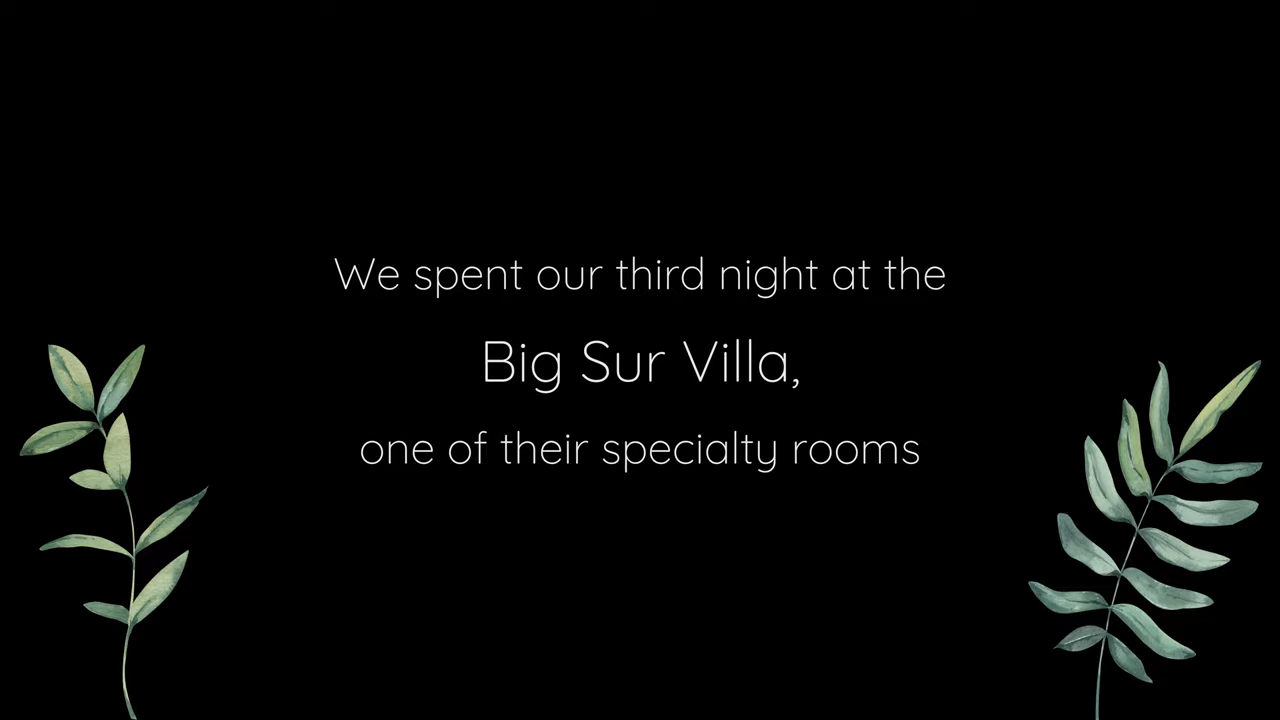 We spent our third night at the
Big Sur Villa,
one of their specialty rooms